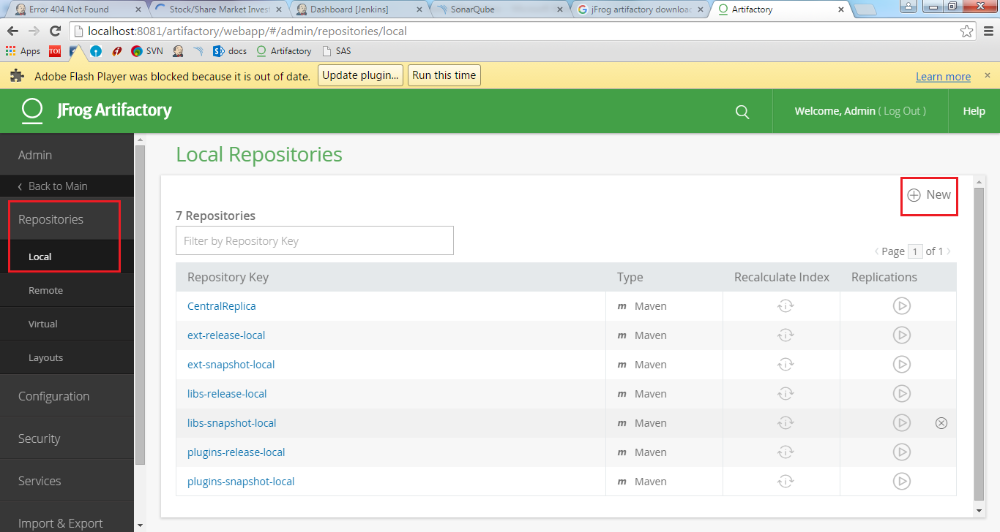 Error 404 Not Found
Stock/Share Market Invest
Dashboard [Jenkins]
SonarQube
jFrog artifactory download
Artifactory
localhost:8081/artifactory/webapp/#/admin/repositories/local
Apps
TOI
SVN
docs
Artifactory
SAS
Adobe Flash Player was blocked because it is out of date.
Update plugin...
Run this time
Learn more
JFrog Artifactory
Welcome, Admin ( Log Out )
Help
Admin
Back to Main
Repositories
Local
Remote
Virtual
Layouts
Configuration
Security
Services
Import & Export
Local Repositories
New
7 Repositories
Filter by Repository Key
Page 1 of 1
Repository Key Type Recalculate Index Replications
CentralReplica m Maven
ext-release-local m Maven
ext-snapshot-local m Maven
libs-release-local m Maven
libs-snapshot-local m Maven
plugins-release-local m Maven
plugins-snapshot-local m Maven